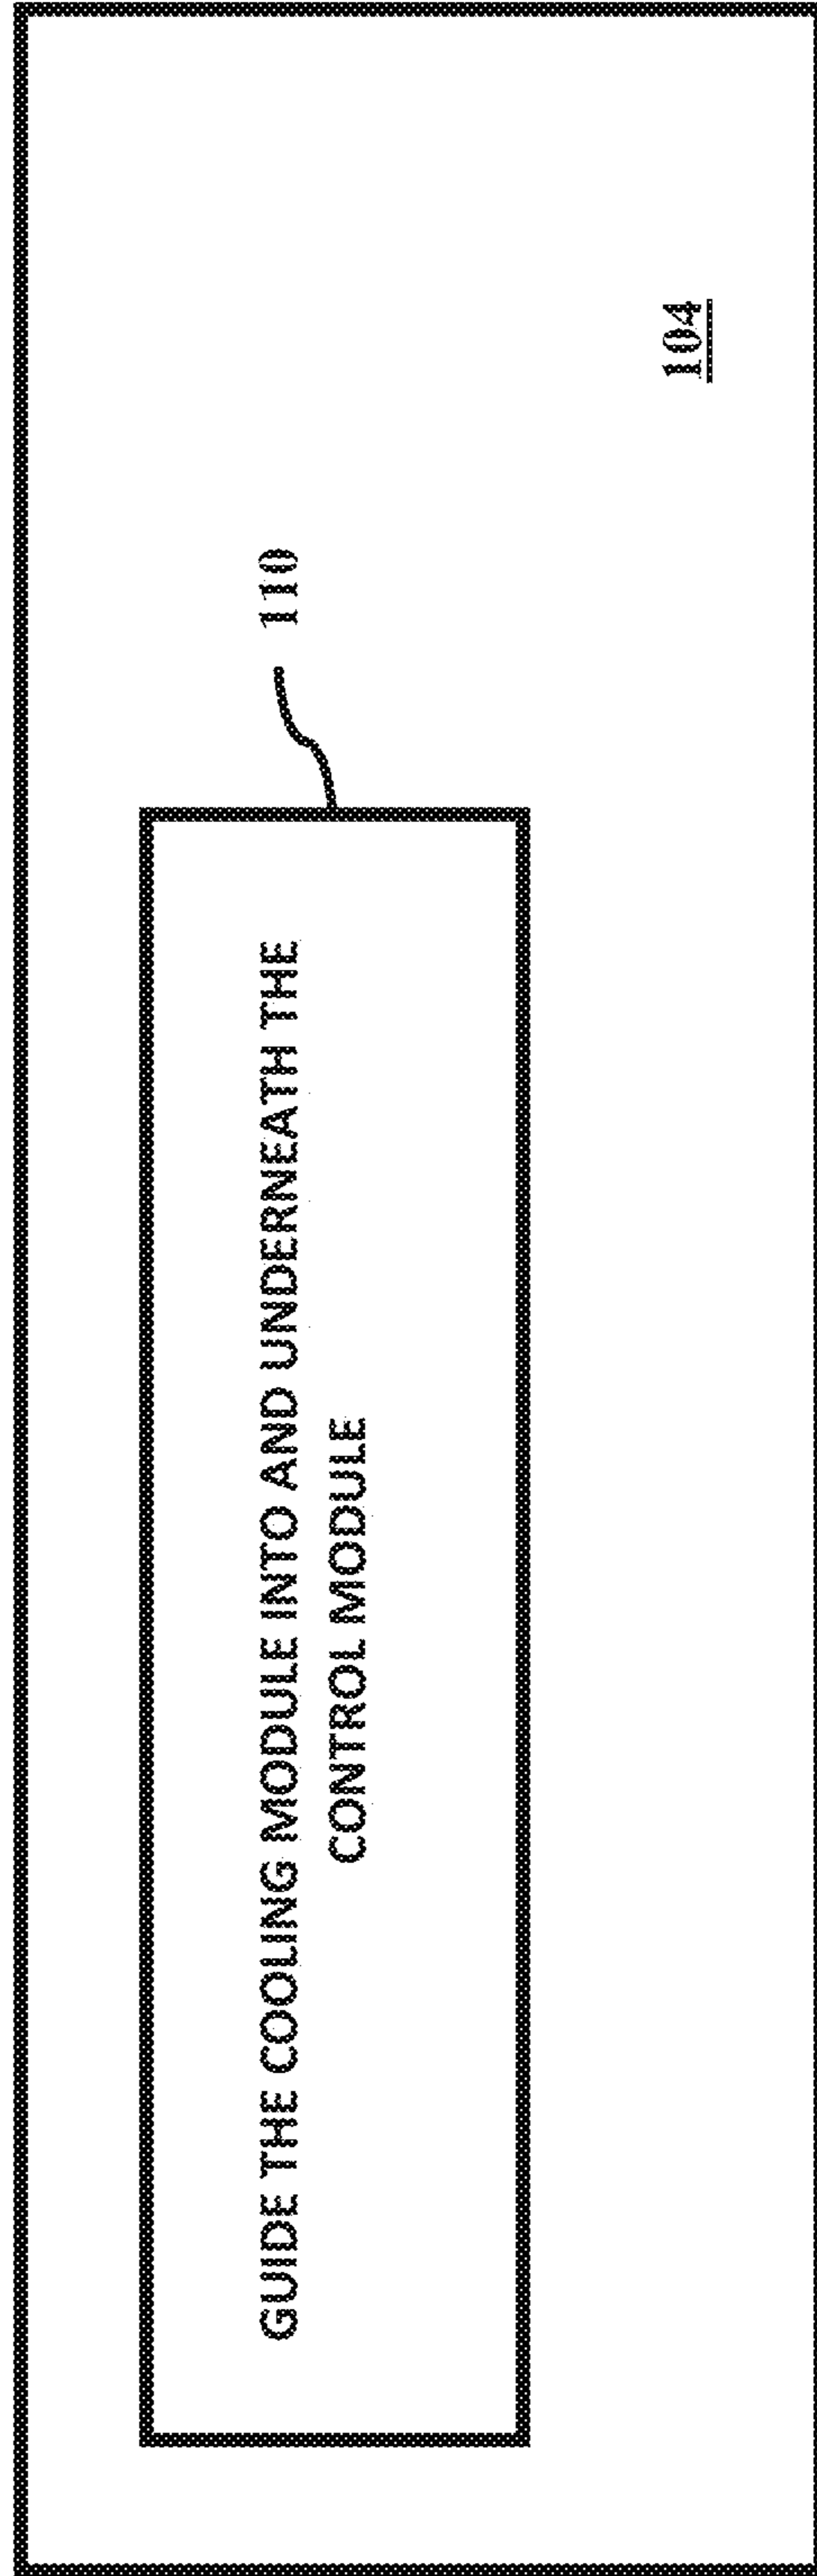 GUIDE THE COOLING MODULE INTO AND UNDERNEATH THE
CONTROL MODULE
110
104